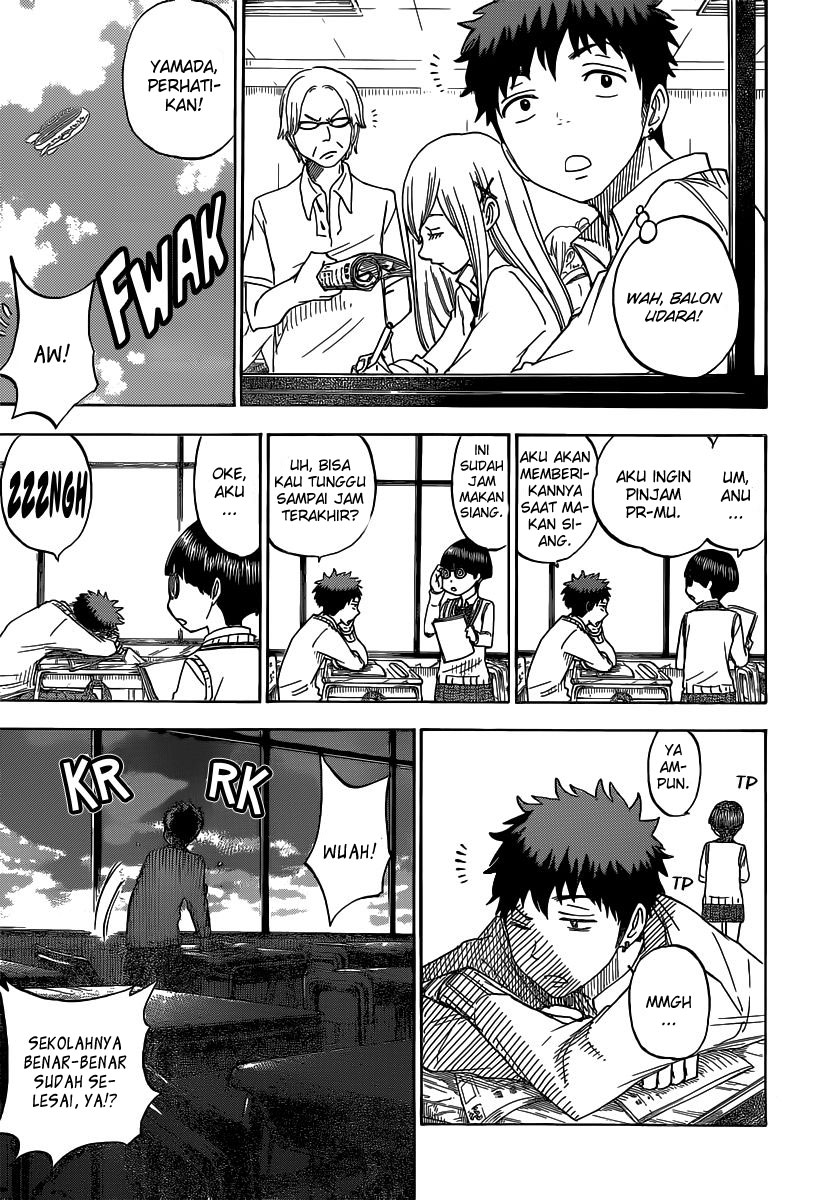 WAH, BALON
UDARA!
YAMADA,
PERHATI-
KAN!
FWAK
AW!
UM,
ANU
...
AKU INGIN
PINJAM
PR-MU.
AKU AKAN
MEMBERI-
KANNYA
SAAT MA-
KAN SI-
ANG.
INI
SUDAH
JAM
MAKAN
SIANG.
UH, BISA
KAU TUNGGU
SAMPAI JAM
TERAKHIR?
OKE,
AKU
...
ZZZNGH
YA
AM-
PUN.
TP
TP
MMGH
...
WUAH!
KR
RK
SEKOLAHNYA
BENAR-BENAR
SUDAH SE-
LESAI, YA!?